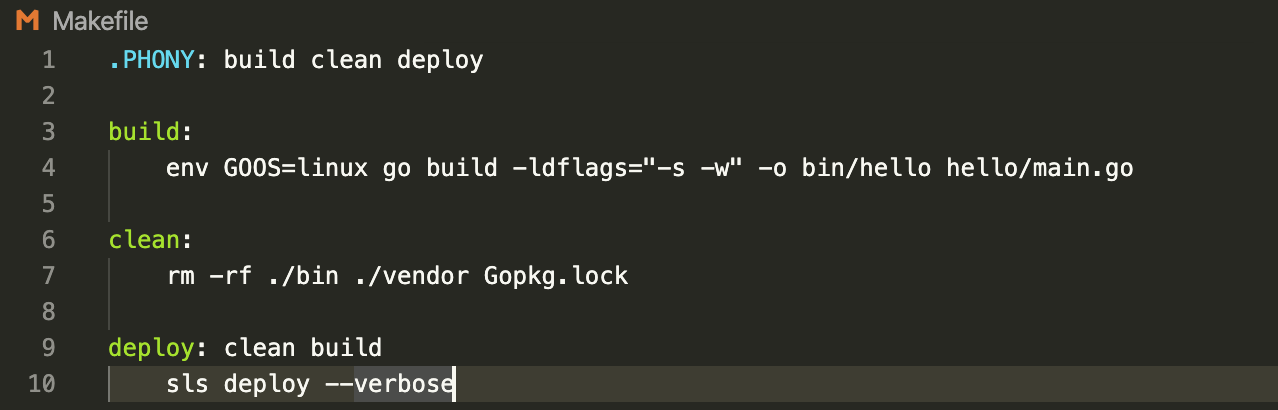 Makefile
1 .PHONY: build clean deploy
2
3 build:
4 env GOOS=linux go build -ldflags="-s -w" -o bin/hello hello/main.go
5
6 clean:
7 rm -rf ./bin ./vendor Gopkg.lock
8
9 deploy: clean build
10 sls deploy --verbose